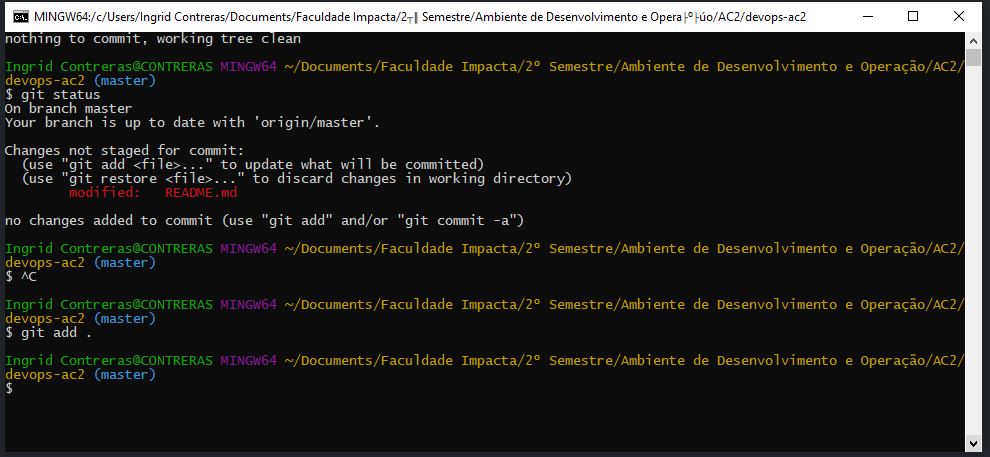 MINGW64:/c/Users/Ingrid Contreras/Documents/Faculdade Impacta/2┬║ Semestre/Ambiente de Desenvolvimento e Opera├º├úo/AC2/devops-ac2
nothing to commit, working tree clean
Ingrid Contreras@CONTRERAS MINGW64 ~/Documents/Faculdade Impacta/2º Semestre/Ambiente de Desenvolvimento e Operação/AC2/
devops-ac2 (master)
$ git status
On branch master
Your branch is up to date with 'origin/master'.
Changes not staged for commit:
(use "git add <file>..." to update what will be committed)
(use "git restore <file>..." to discard changes in working directory)
modified: README.md
no changes added to commit (use "git add" and/or "git commit -a")
Ingrid Contreras@CONTRERAS MINGW64 ~/Documents/Faculdade Impacta/2º Semestre/Ambiente de Desenvolvimento e Operação/AC2/
devops-ac2 (master)
$ ^C
Ingrid Contreras@CONTRERAS MINGW64 ~/Documents/Faculdade Impacta/2º Semestre/Ambiente de Desenvolvimento e Operação/AC2/
devops-ac2 (master)
$ git add .
Ingrid Contreras@CONTRERAS MINGW64 ~/Documents/Faculdade Impacta/2º Semestre/Ambiente de Desenvolvimento e Operação/AC2/
devops-ac2 (master)
$